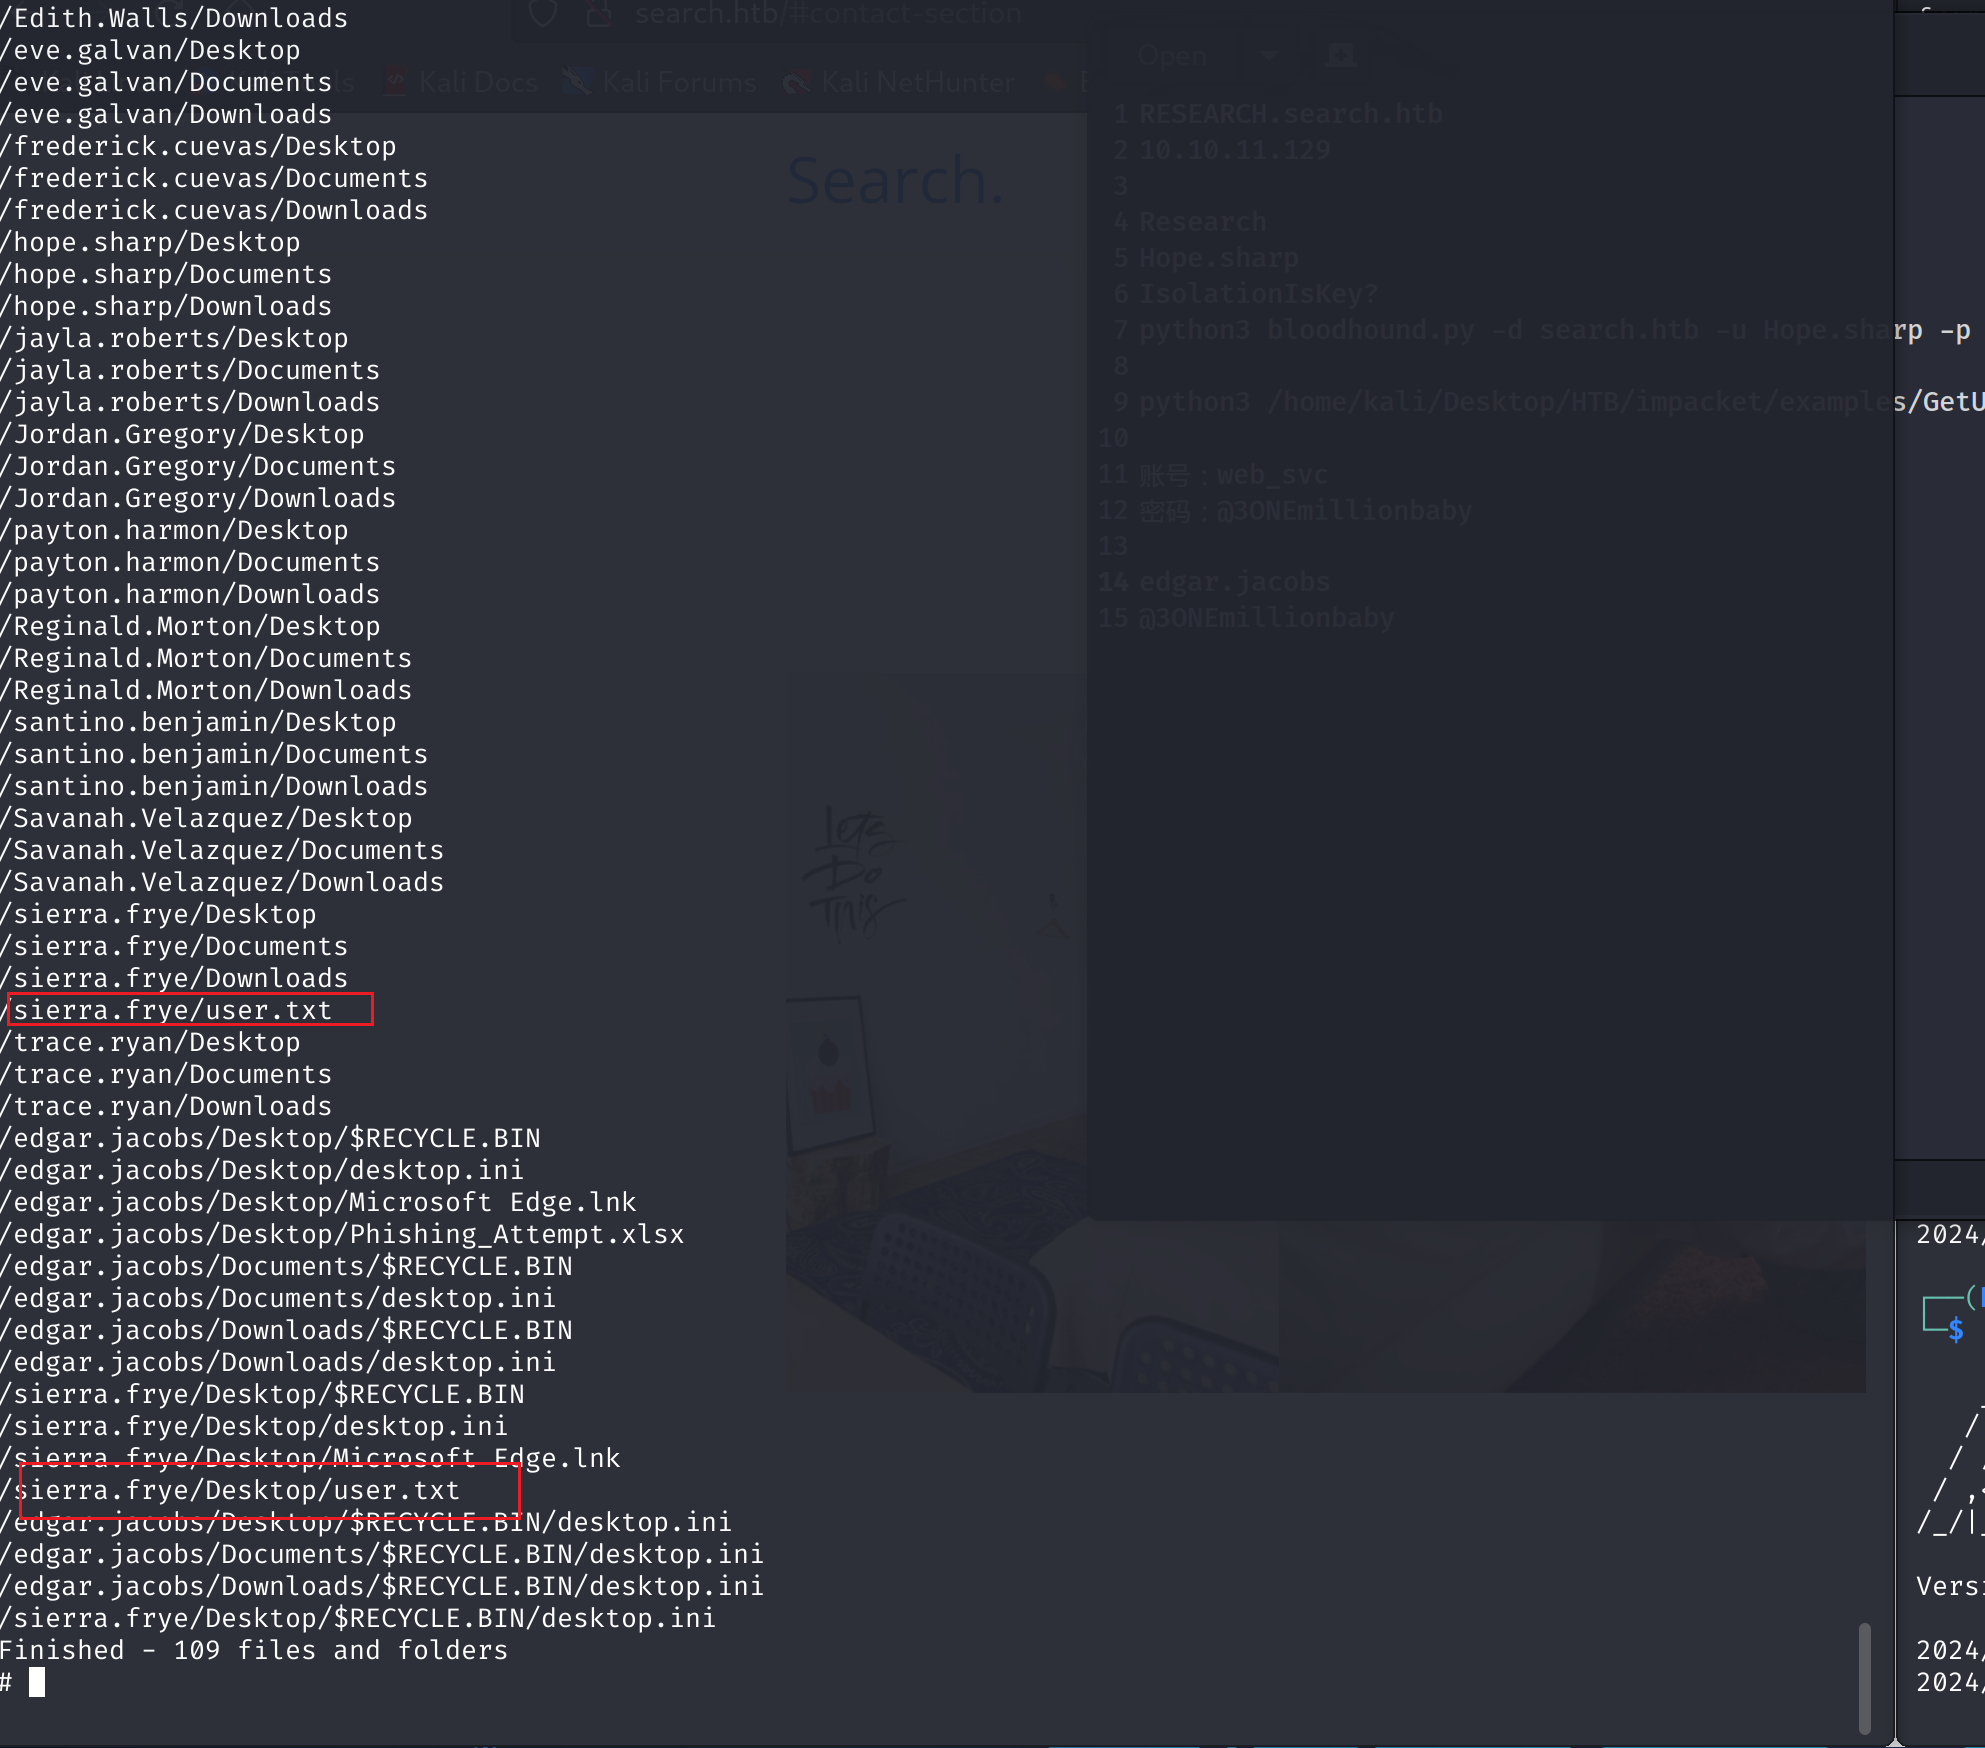 /Edith.Walls/Downloads
/eve.galvan/Desktop
/eve.galvan/Documents
/eve.galvan/Downloads
/frederick.cuevas/Desktop
/frederick.cuevas/Documents
/frederick.cuevas/Downloads
/hope.sharp/Desktop
/hope.sharp/Documents
/hope.sharp/Downloads
/jayla.roberts/Desktop
/jayla.roberts/Documents
/jayla.roberts/Downloads
/Jordan.Gregory/Desktop
/Jordan.Gregory/Documents
/Jordan.Gregory/Downloads
/payton.harmon/Desktop
/payton.harmon/Documents
/payton.harmon/Downloads
/Reginald.Morton/Desktop
/Reginald.Morton/Documents
/Reginald.Morton/Downloads
/santino.benjamin/Desktop
/santino.benjamin/Documents
/santino.benjamin/Downloads
/Savanah.Velazquez/Desktop
/Savanah.Velazquez/Documents
/Savanah.Velazquez/Downloads
/sierra.frye/Desktop
/sierra.frye/Documents
/sierra.frye/Downloads
/sierra.frye/user.txt
/trace.ryan/Desktop
/trace.ryan/Documents
/trace.ryan/Downloads
/edgar.jacobs/Desktop/$RECYCLE.BIN
/edgar.jacobs/Desktop/desktop.ini
/edgar.jacobs/Desktop/Microsoft Edge.lnk
/edgar.jacobs/Desktop/Phishing_Attempt.xlsx
/edgar.jacobs/Documents/$RECYCLE.BIN
/edgar.jacobs/Documents/desktop.ini
/edgar.jacobs/Downloads/$RECYCLE.BIN
/edgar.jacobs/Downloads/desktop.ini
/sierra.frye/Desktop/$RECYCLE.BIN
/sierra.frye/Desktop/desktop.ini
/sierra.frye/Desktop/Microsoft Edge.lnk
/sierra.frye/Desktop/user.txt
/edgar.jacobs/Desktop/$RECYCLE.BIN/desktop.ini
/edgar.jacobs/Documents/$RECYCLE.BIN/desktop.ini
/edgar.jacobs/Downloads/$RECYCLE.BIN/desktop.ini
/sierra.frye/Desktop/$RECYCLE.BIN/desktop.ini
Finished - 109 files and folders
#
search.htb/#contact-section
Kali Docs Kali Forums Kali NetHunter
Search.
Let's
Do
This
Open
1 RESEARCH.search.htb
2 10.10.11.129
3
4 Research
5 Hope.sharp
6 IsolationIsKey?
7 python3 bloodhound.py -d search.htb -u Hope.sharp -p
8
9 python3 /home/kali/Desktop/HTB/impacket/examples/GetU
10
11 账号：web_svc
12 密码：@3ONEmillionbaby
13
14 edgar.jacobs
15 @3ONEmillionbaby
2024/
$
Versi
2024/
2024/